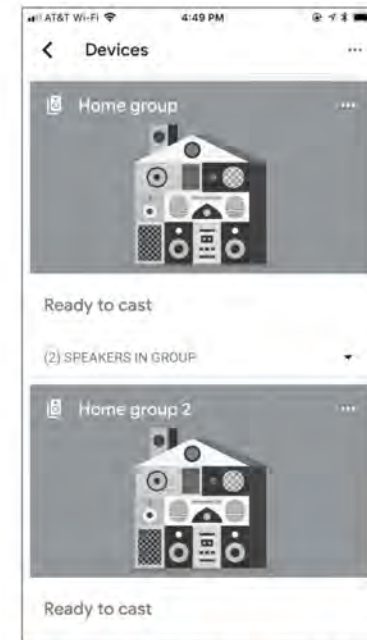 AT&T Wi-Fi 4:49 PM
Devices
Home group
Ready to cast
(2) SPEAKERS IN GROUP
Home group 2
Ready to cast